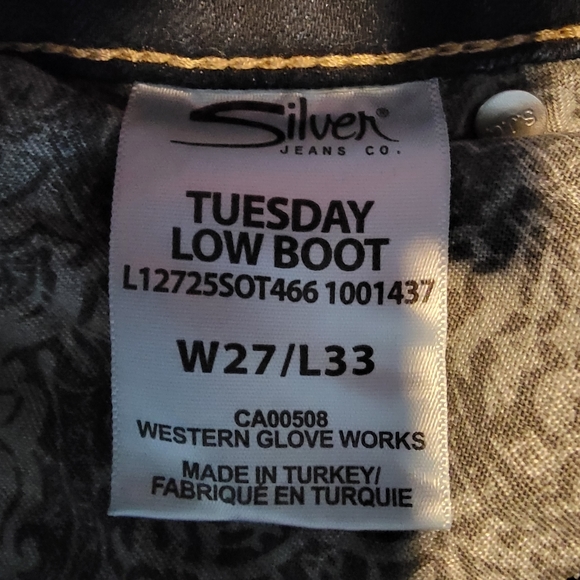 Silver®
JEANS CO.
TUESDAY
LOW BOOT
L12725SOT466 1001437
W27/L33
CA00508
WESTERN GLOVE WORKS
MADE IN TURKEY/
FABRIQUÉ EN TURQUIE